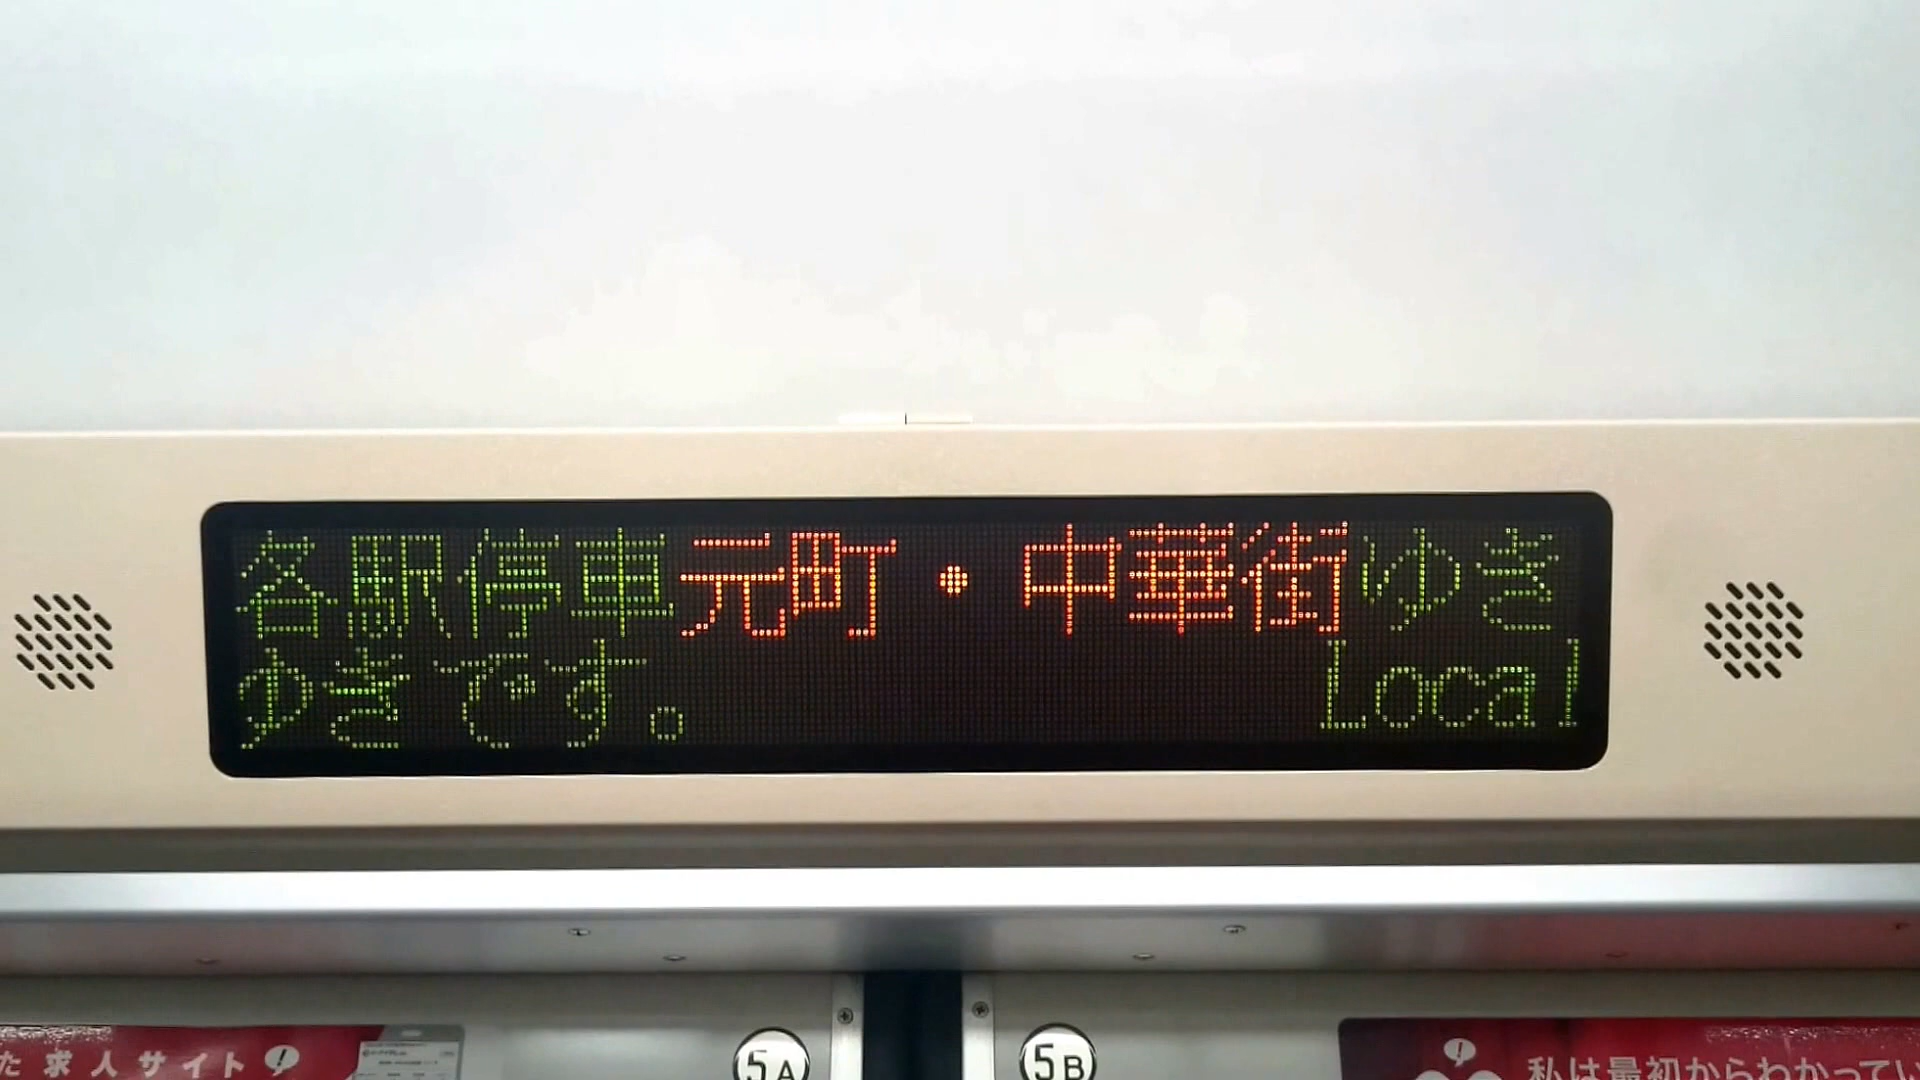 各駅停車元町・中華街ゆき
ゆきです。 Local
た 求人サイト
5A
5B
私は最初からわかってい